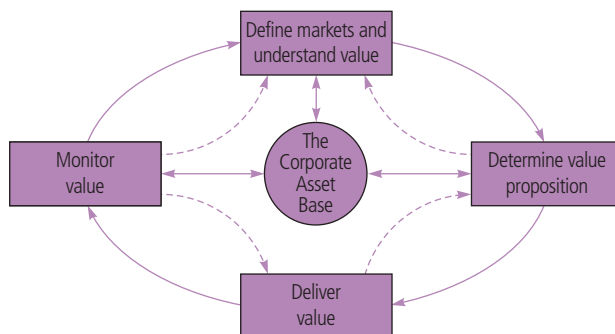 Define markets and
understand value
The
Corporate
Asset
Base
Monitor
value
Determine value
proposition
Deliver
value